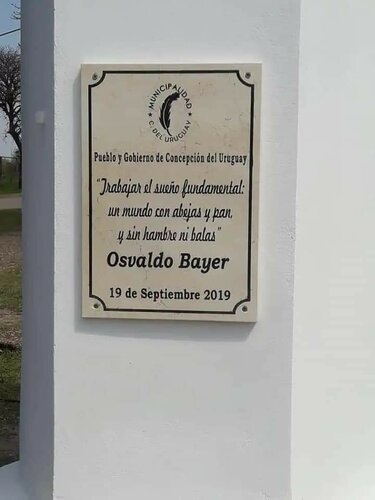 MUNICIPALIDAD
C. DEL URUGUAY
Pueblo y Gobierno de Concepción del Uruguay
"Trabajar el sueño fundamental:
un mundo con abejas y pan,
y sin hambre ni balas"
Osvaldo Bayer
19 de Septiembre 2019